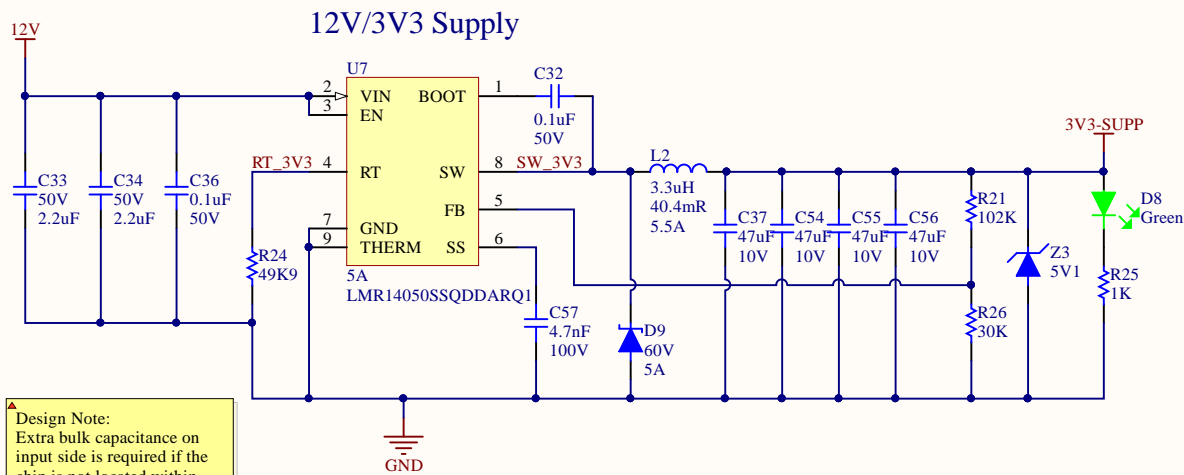 12V/3V3 Supply
12V
U7
2
VIN
BOOT
1
3
EN
C32
0.1uF
50V
3V3-SUPP
RT_3V3
4
RT
SW
8
SW_3V3
L2
3.3uH
40.4mR
5.5A
FB
5
7
GND
9
THERM
SS
6
5A
LMR14050SSQDDARQ1
C33
50V
2.2uF
C34
50V
2.2uF
C36
0.1uF
50V
R24
49K9
C57
4.7nF
100V
D9
60V
5A
C37
47uF
10V
C54
47uF
10V
C55
47uF
10V
C56
47uF
10V
R21
102K
R26
30K
Z3
5V1
D8
Green
R25
1K
GND
Design Note:
Extra bulk capacitance on
input side is required if the
chip is not located within